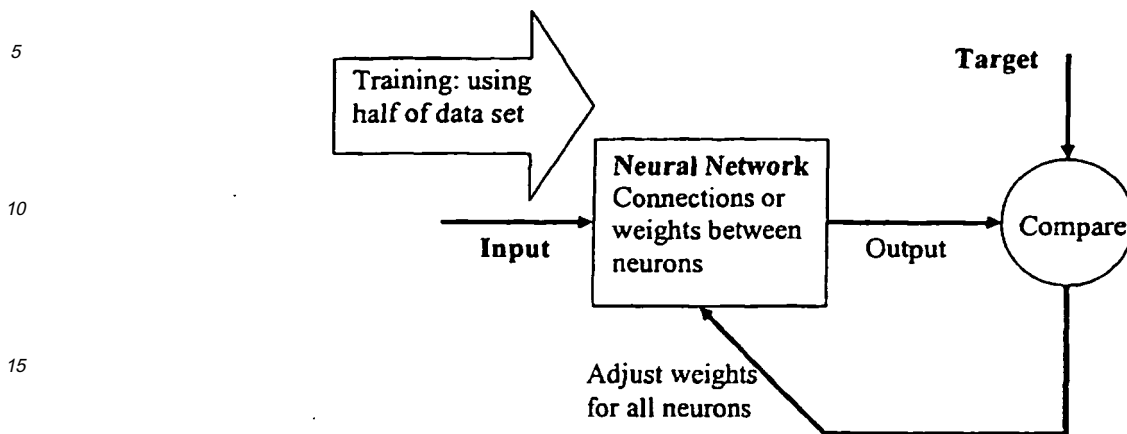 5
Target
Training: using
half of data set
Neural Network
Connections or
weights between
neurons
10
Input
Output
Compare
15
Adjust weights
for all neurons